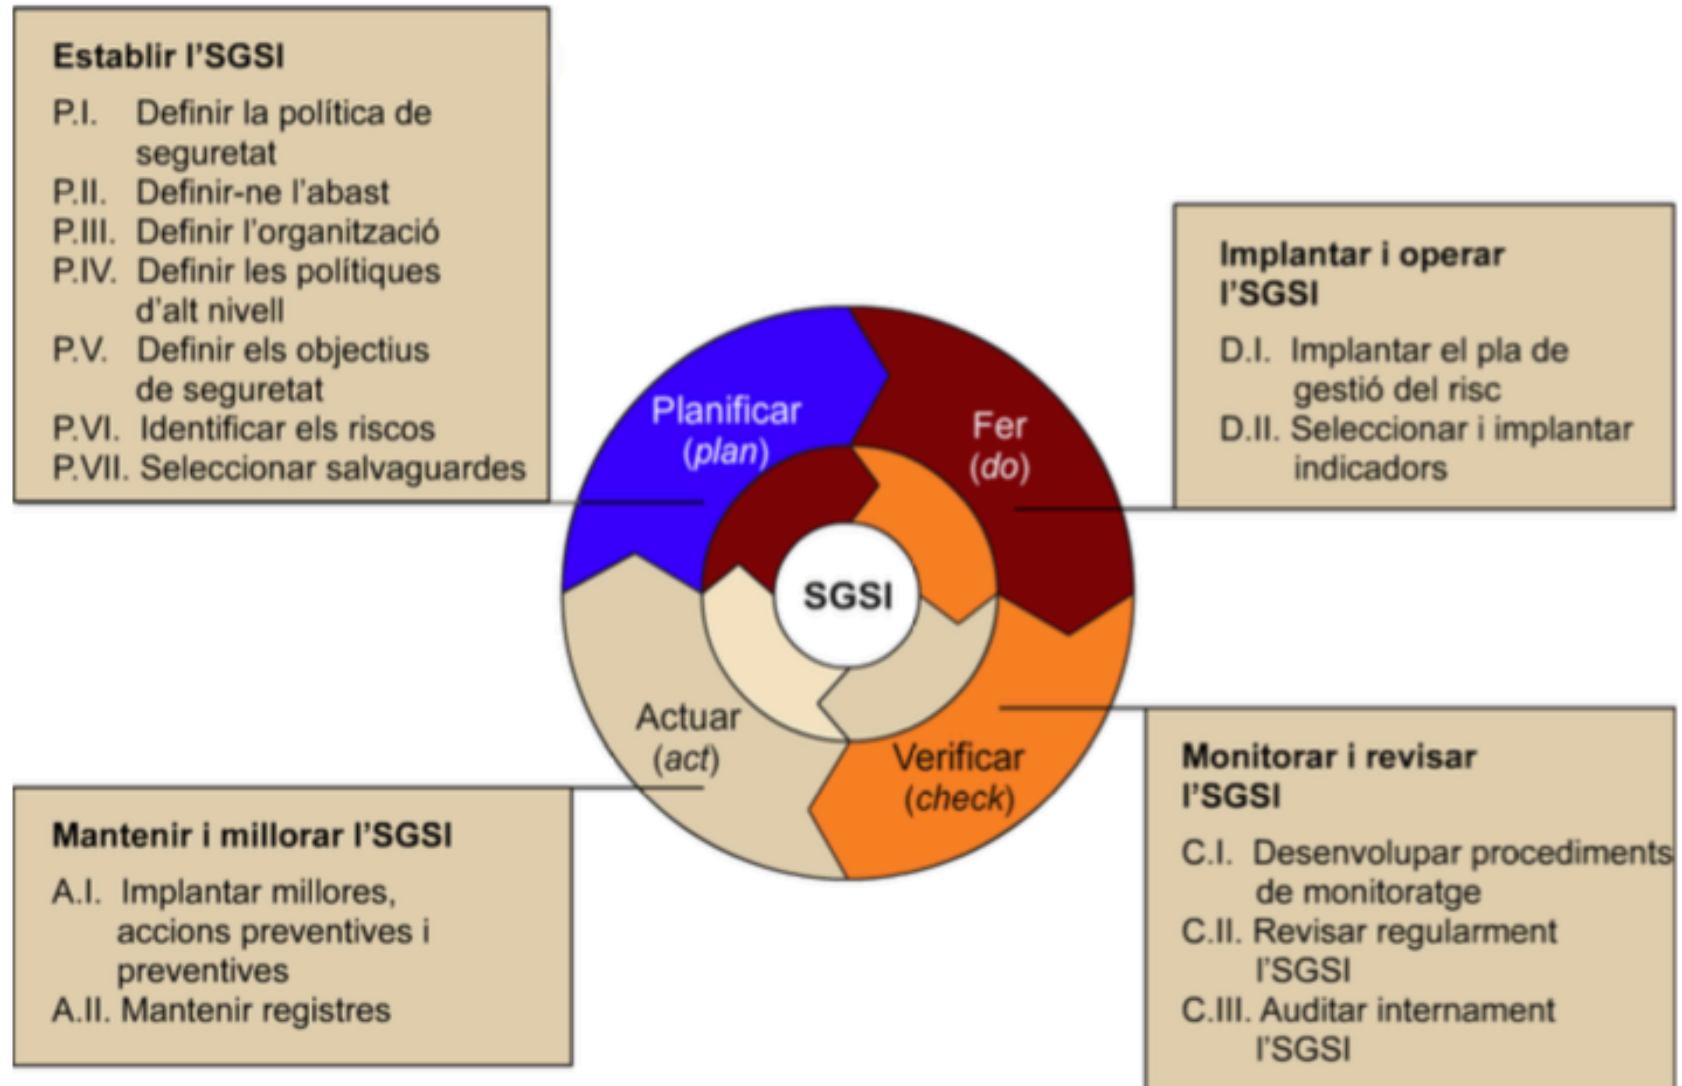 Establir l'SGSI
P.I. Definir la política de
seguretat
P.II. Definir-ne l'abast
P.III. Definir l'organització
P.IV. Definir les polítiques
d'alt nivell
P.V. Definir els objectius
de seguretat
P.VI. Identificar els riscos
P.VII. Seleccionar salvaguardes
Implantar i operar
l'SGSI
D.I. Implantar el pla de
gestió del risc
D.II. Seleccionar i implantar
indicadors
Planificar
(plan)
Fer
(do)
SGSI
Actuar
(act)
Verificar
(check)
Mantenir i millorar l'SGSI
A.I. Implantar millores,
accions preventives i
preventives
A.II. Mantenir registres
Monitorar i revisar
l'SGSI
C.I. Desenvolupar procediments
de monitoratge
C.II. Revisar regularment
l'SGSI
C.III. Auditar internament
l'SGSI